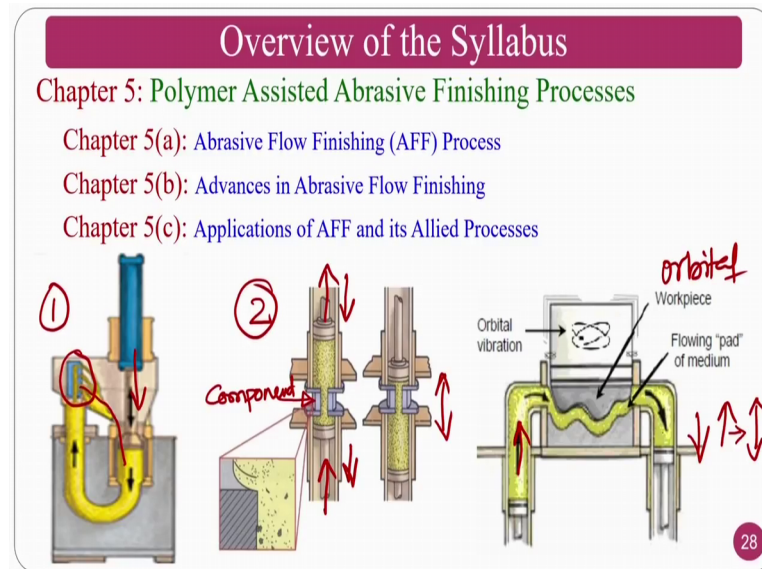 Overview of the Syllabus
Chapter 5: Polymer Assisted Abrasive Finishing Processes
Chapter 5(a): Abrasive Flow Finishing (AFF) Process
Chapter 5(b): Advances in Abrasive Flow Finishing
Chapter 5(c): Applications of AFF and its Allied Processes
1
2
Component
orbital
Workpiece
Orbital
vibration
Flowing "pad"
of medium
28